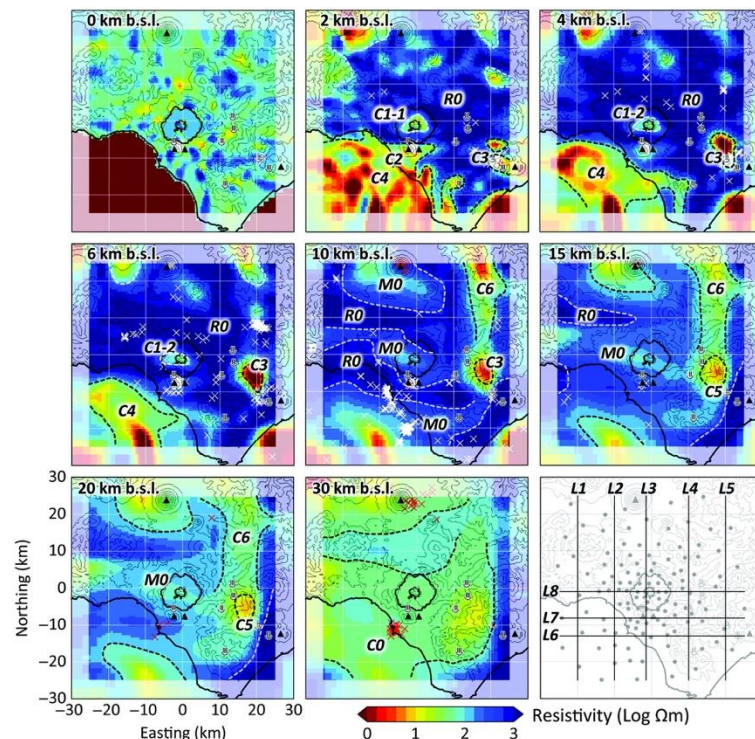 0 km b.s.l.
2 km b.s.l.
R0
C1-1
C2
C4
C3
4 km b.s.l.
R0
C1-2
C3
C4
6 km b.s.l.
R0
C1-2
C3
C4
10 km b.s.l.
M0
C6
R0
M0
R0
C3
M0
15 km b.s.l.
C6
R0
M0
C5
20 km b.s.l.
C6
M0
C5
30 km b.s.l.
C0
L1 L2 L3 L4 L5
L8
L7
L6
30
20
10
0
−10
−20
−30
Northing (km)
−30 −20 −10 0 10 20 30
Easting (km)
0 1 2 3
Resistivity (Log Ωm)